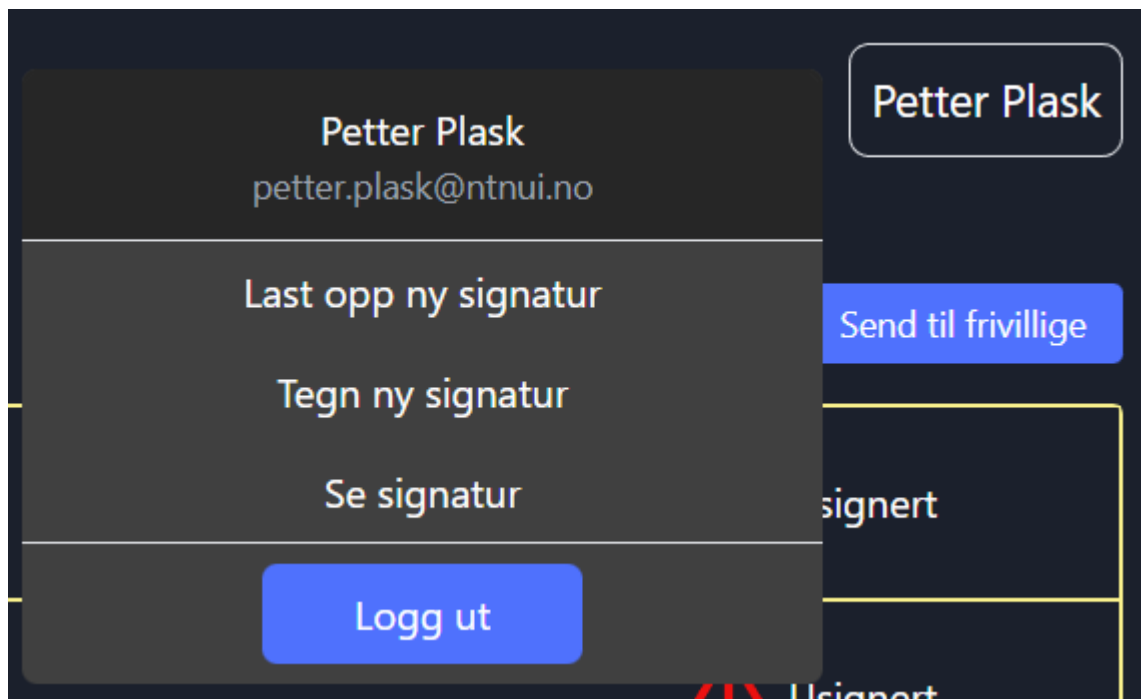 Petter Plask
Petter Plask
petter.plask@ntnui.no
Last opp ny signatur
Send til frivillige
Tegn ny signatur
Se signatur
signert
Logg ut
Usignert